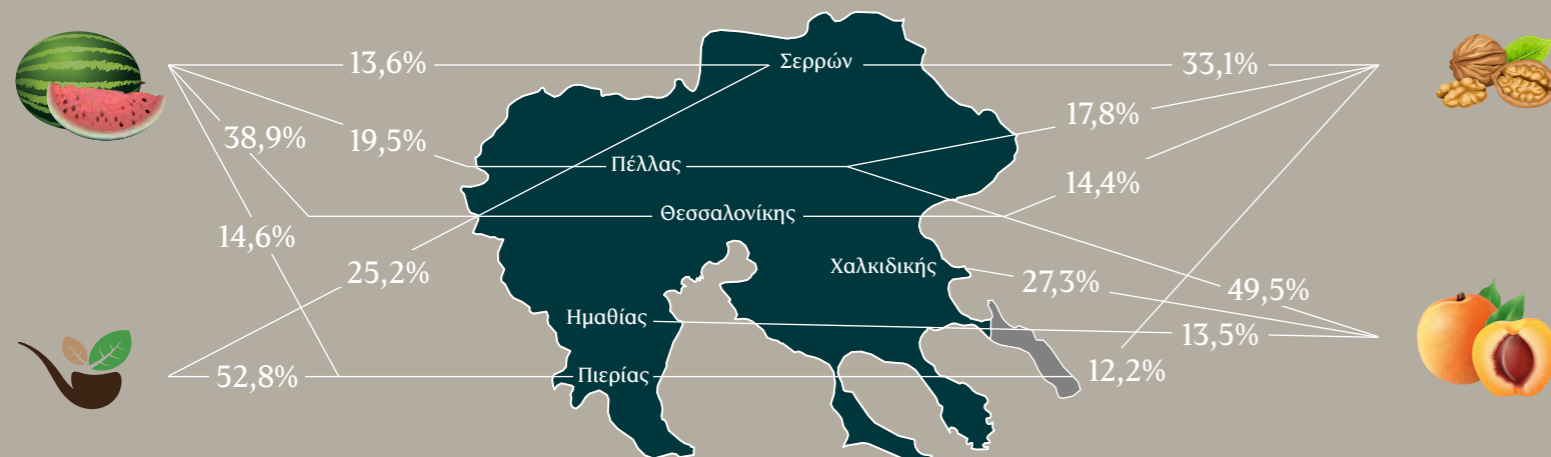 13,6%
Σερρών
33,1%
17,8%
38,9%
19,5%
Πέλλας
14,4%
Θεσσαλονίκης
14,6%
25,2%
Χαλκιδικής
27,3%
49,5%
Ημαθίας
13,5%
52,8%
Πιερίας
12,2%